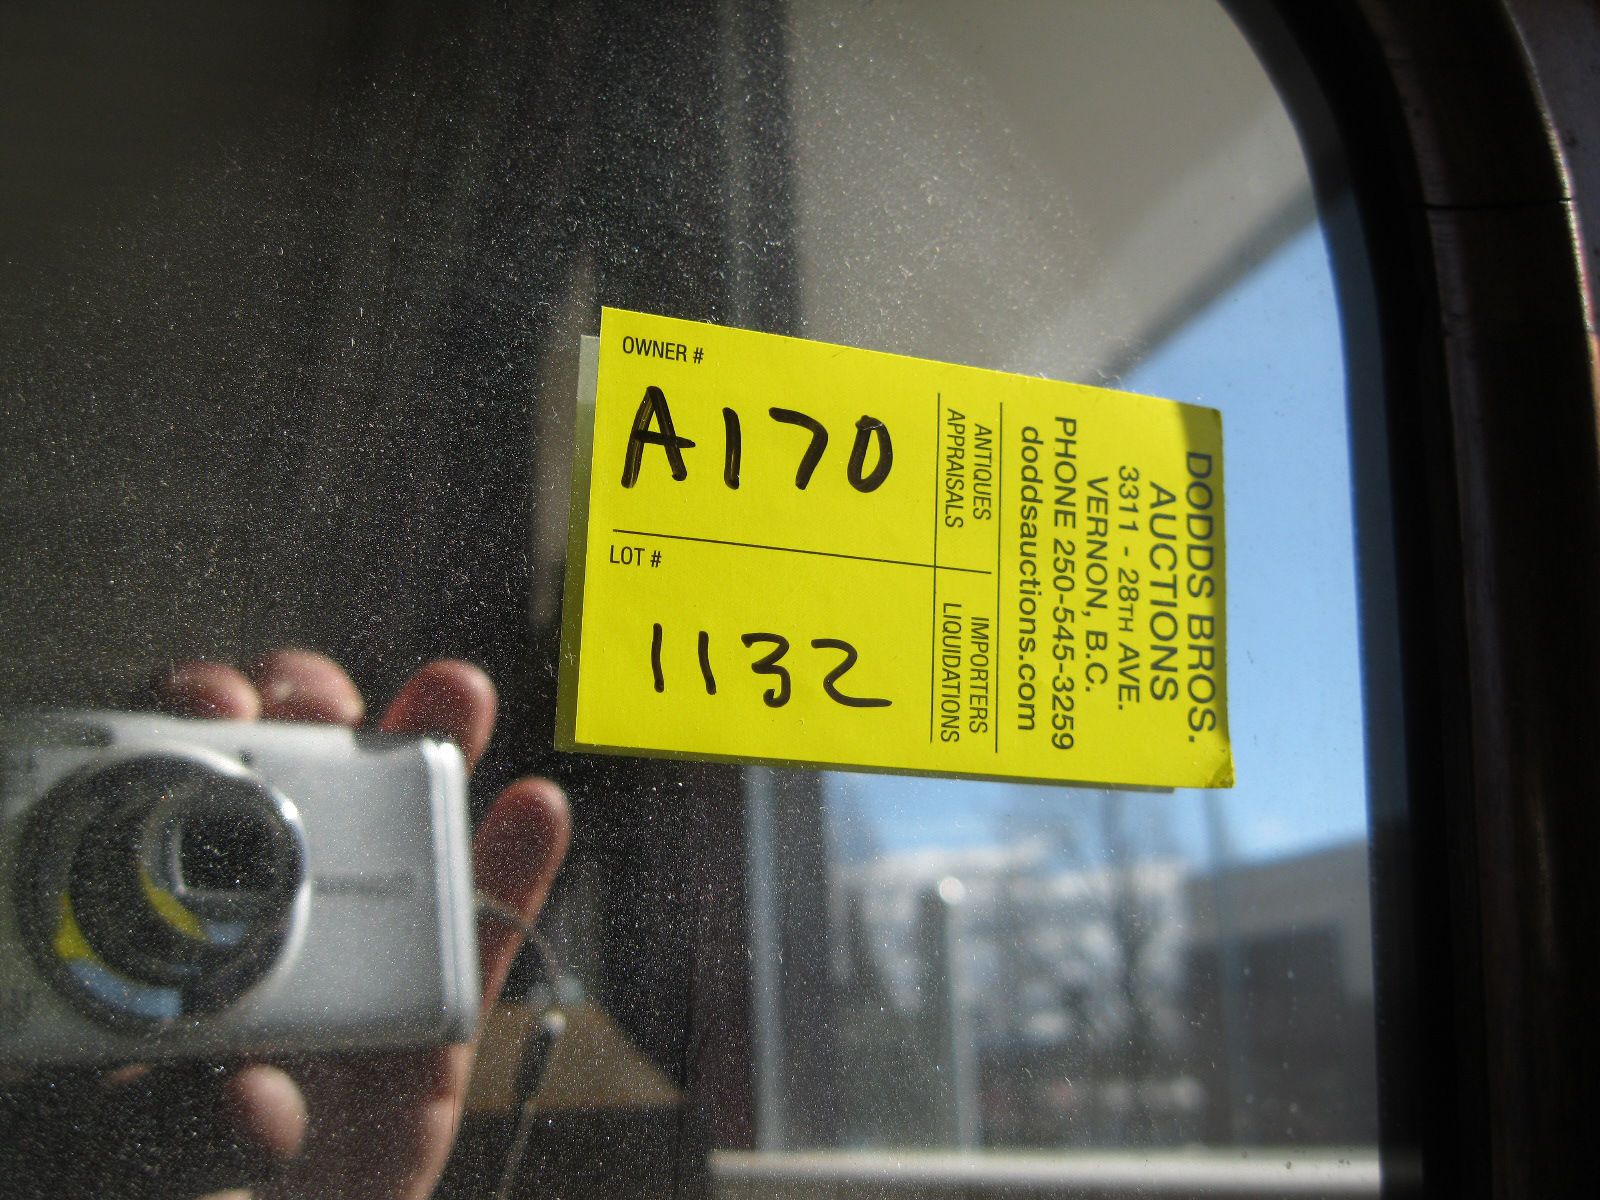 OWNER #
A170
LOT #
1132
DODDS BROS.
AUCTIONS
3311 - 28TH AVE.
VERNON, B.C.
PHONE 250-545-3259
doddsauctions.com
ANTIQUES
APPRAISALS
IMPORTERS
LIQUIDATIONS